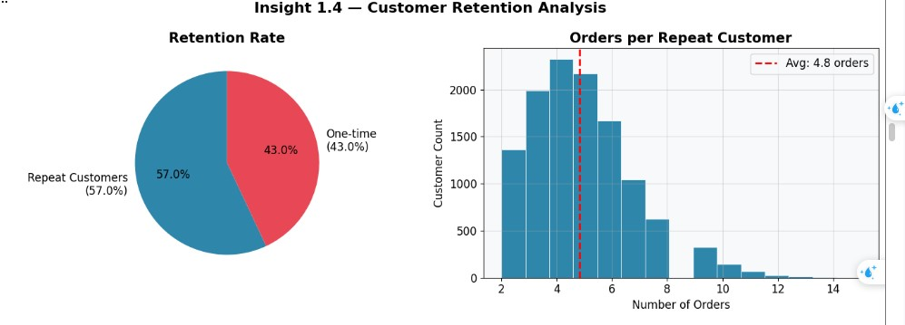 Insight 1.4 — Customer Retention Analysis
Retention Rate
One-time
(43.0%)
43.0%
57.0%
Repeat Customers
(57.0%)
Orders per Repeat Customer
Avg: 4.8 orders
Customer Count
2000
1500
1000
500
0
2 4 6 8 10 12 14
Number of Orders